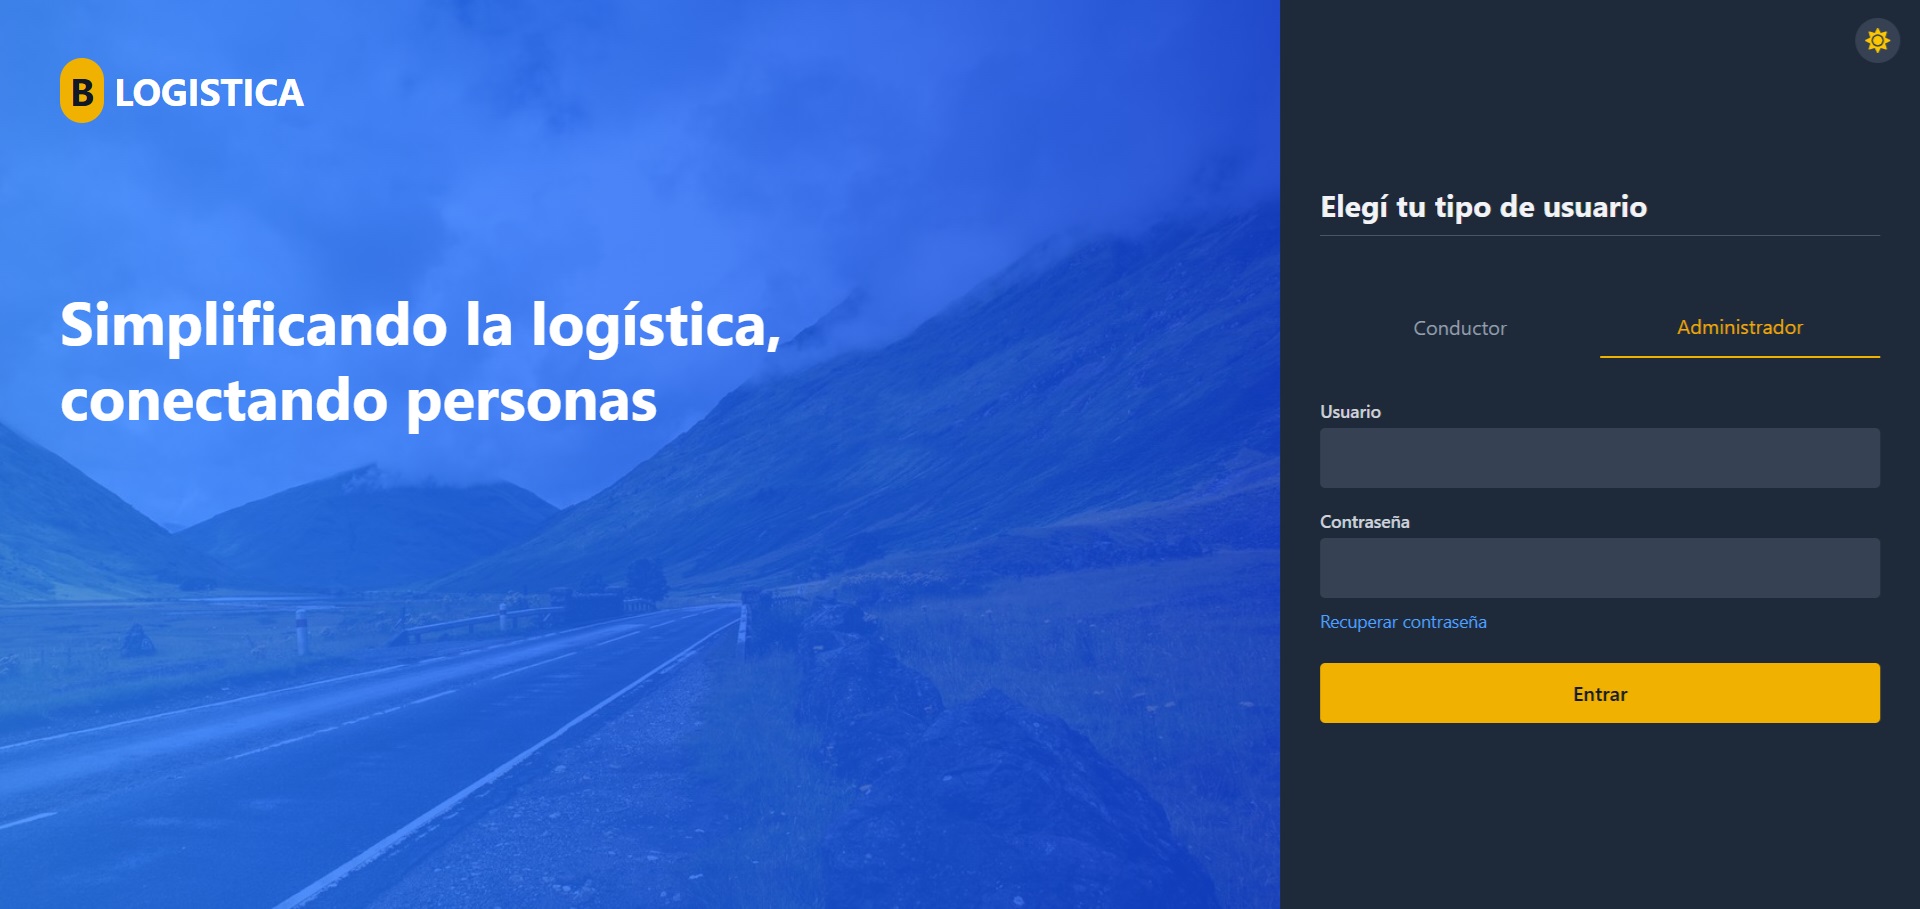 B LOGISTICA
Simplificando la logística,
conectando personas
Elegí tu tipo de usuario
Conductor
Administrador
Usuario
Contraseña
Recuperar contraseña
Entrar